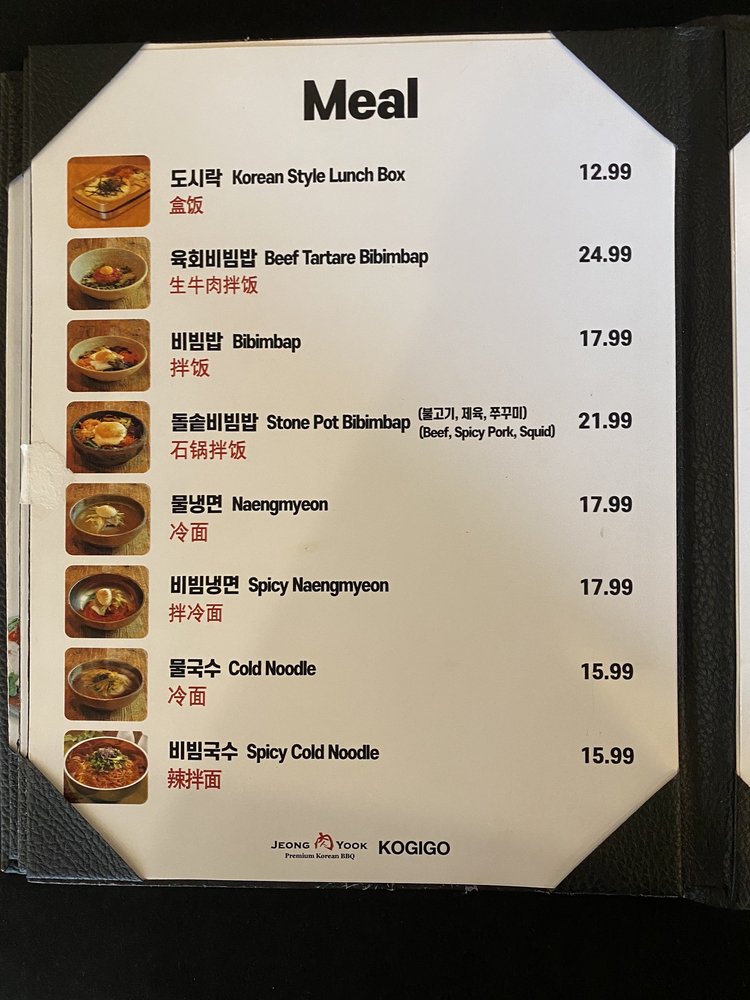 Meal
도시락 Korean Style Lunch Box 12.99
盒饭
육회비빔밥 Beef Tartare Bibimbap 24.99
生牛肉拌饭
비빔밥 Bibimbap 17.99
拌饭
돌솥비빔밥 Stone Pot Bibimbap (불고기, 제육, 쭈꾸미) 21.99
(Beef, Spicy Pork, Squid)
石锅拌饭
물냉면 Naengmyeon 17.99
冷面
비빔냉면 Spicy Naengmyeon 17.99
拌冷面
물국수 Cold Noodle 15.99
冷面
비빔국수 Spicy Cold Noodle 15.99
辣拌面
JEONG 肉 YOOK KOGIGO
Premium Korean BBQ